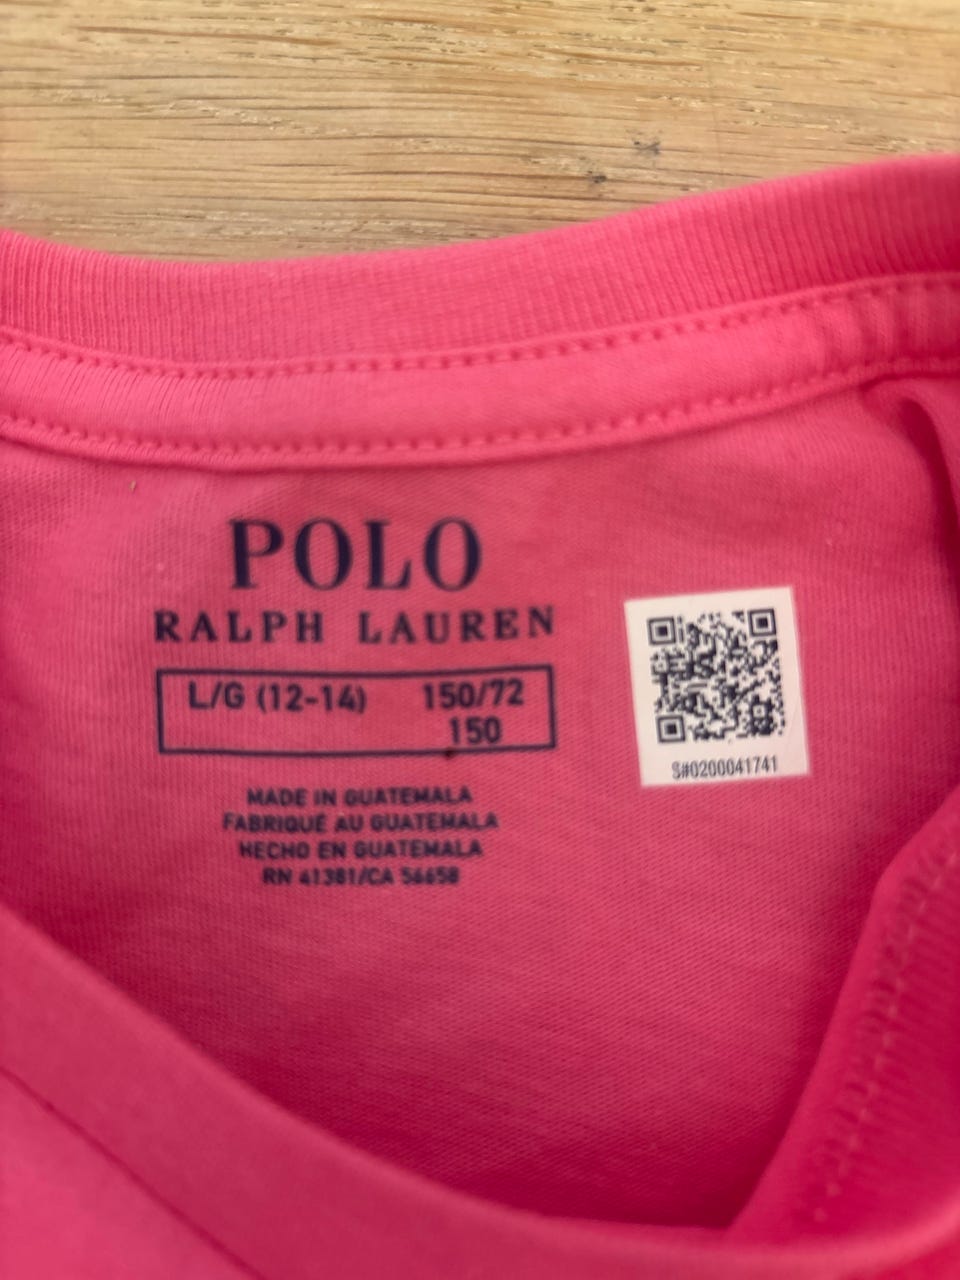 POLO
RALPH LAUREN
L/G (12-14) 150/72
150
MADE IN GUATEMALA
FABRIQUÉ AU GUATEMALA
HECHO EN GUATEMALA
RN 41381/CA 56658
S#0200041741